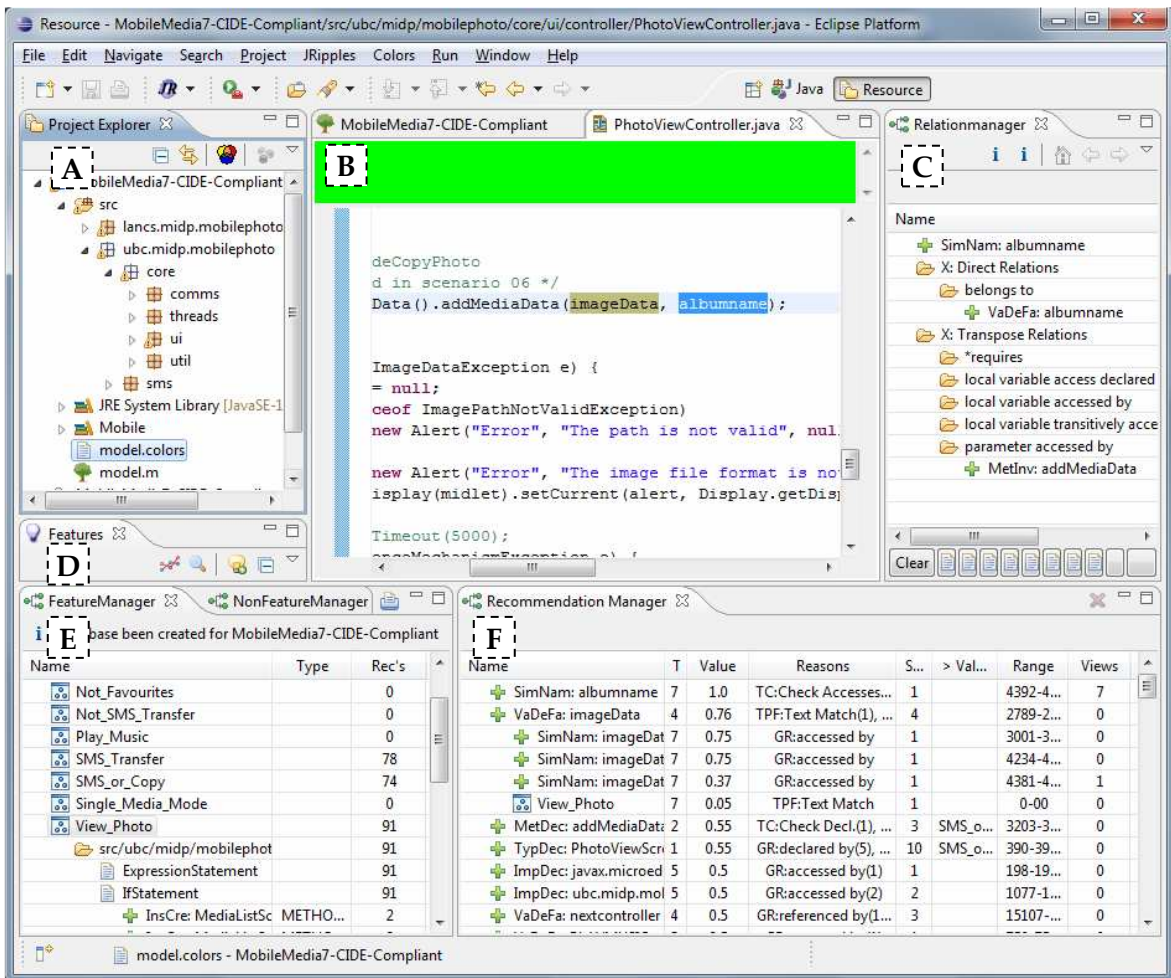 Resource - MobileMedia7-CIDE-Compliant/src/ubc/midp/mobilephoto/core/ui/controller/PhotoViewController.java - Eclipse Platform
File Edit Navigate Search Project JRipples Colors Run Window Help
Java Resource
Project Explorer
A
MobileMedia7-CIDE-Compliant
src
lancs.midp.mobilephoto
ubc.midp.mobilephoto
core
comms
threads
ui
util
sms
JRE System Library [JavaSE-1
Mobile
model.colors
model.m
MobileMedia7-CIDE-Compliant PhotoViewController.java
B
deCopyPhoto
d in scenario 06 */
Data().addMediaData(imageData, albumname);
ImageDataException e) {
= null;
ceof ImagePathNotValidException)
new Alert("Error", "The path is not valid", nul
new Alert("Error", "The image file format is no
isplay(midlet).setCurrent(alert, Display.getDisp
Timeout(5000);
Relationmanager
C
i i
Name
SimNam: albumname
X: Direct Relations
belongs to
VaDeFa: albumname
X: Transpose Relations
*requires
local variable access declared
local variable accessed by
local variable transitively acce
parameter accessed by
MetInv: addMediaData
Clear
Features
D
FeatureManager NonFeatureManager
i E base been created for MobileMedia7-CIDE-Compliant
Name Type Rec's
Not_Favourites 0
Not_SMS_Transfer 0
Play_Music 0
SMS_Transfer 78
SMS_or_Copy 74
Single_Media_Mode 0
View_Photo 91
src/ubc/midp/mobilephot 91
ExpressionStatement 91
IfStatement 91
InsCre: MediaListSc METHO... 2
Recommendation Manager
F
Name T Value Reasons S... > Val... Range Views
SimNam: albumname 7 1.0 TC:Check Accesses... 1 4392-4... 7
VaDeFa: imageData 4 0.76 TPF:Text Match(1), ... 4 2789-2... 0
SimNam: imageDat 7 0.75 GR:accessed by 1 3001-3... 0
SimNam: imageDat 7 0.75 GR:accessed by 1 4234-4... 0
SimNam: imageDat 7 0.37 GR:accessed by 1 4381-4... 1
View_Photo 7 0.05 TPF:Text Match 1 0-00 0
MetDec: addMediaData 2 0.55 TC:Check Decl.(1), ... 3 SMS_o... 3203-3... 0
TypDec: PhotoViewScre 1 0.55 GR:declared by(5), ... 10 SMS_o... 390-39... 0
ImpDec: javax.microed 5 0.5 GR:accessed by(1) 1 198-19... 0
ImpDec: ubc.midp.mol 5 0.5 GR:accessed by(2) 2 1077-1... 0
VaDeFa: nextcontroller 4 0.5 GR:referenced by(1... 3 15107-... 0
model.colors - MobileMedia7-CIDE-Compliant